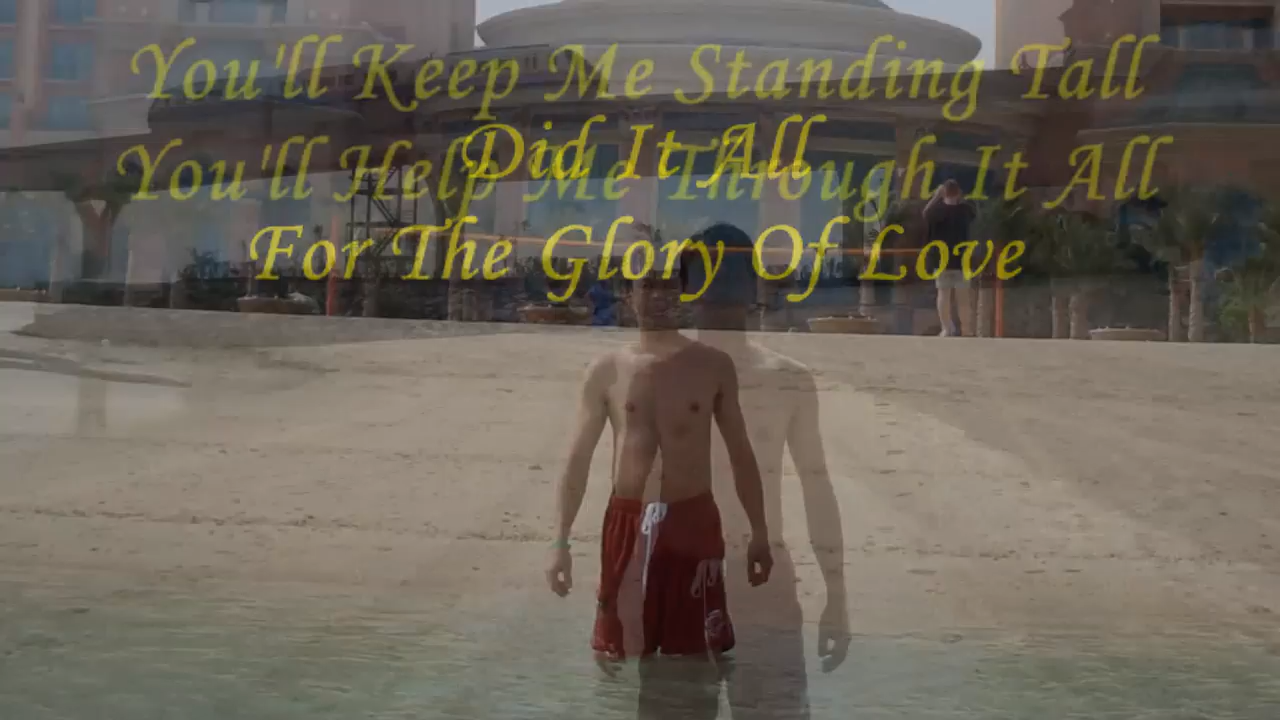 You'll Keep Me Standing Tall
Did It All
You'll Help Me Through It All
For The Glory Of Love